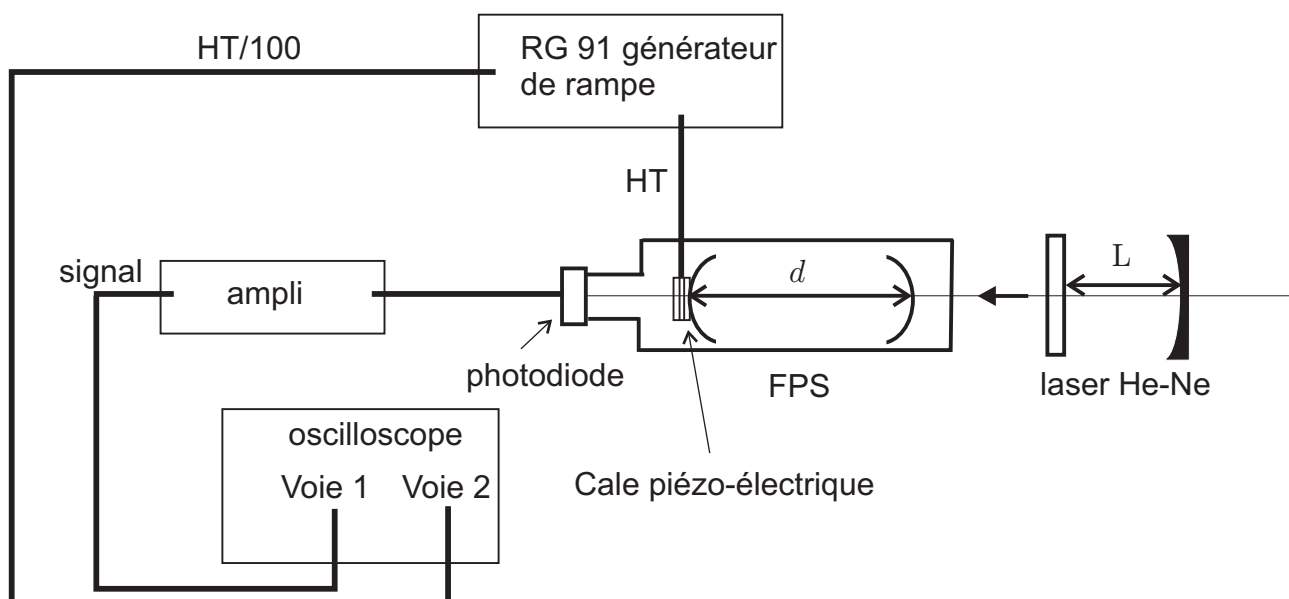 HT/100
RG 91 générateur
de rampe
HT
signal
ampli
d
L
photodiode
FPS
laser He-Ne
oscilloscope
Voie 1
Voie 2
Cale piézo-électrique